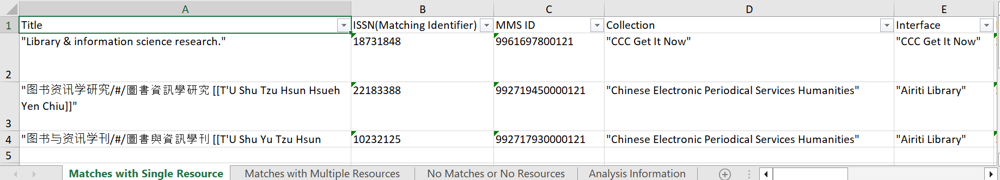 A B C D E
1 Title ISSN(Matching Identifier) MMS ID Collection Interface
"Library & information science research." 18731848 9961697800121 "CCC Get It Now" "CCC Get It Now"
2
"图书资讯学研究/#/圖書資訊學研究 [[T'U Shu Tzu Hsun Hsueh 22183388 992719450000121 "Chinese Electronic Periodical Services Humanities" "Airiti Library"
Yen Chiu]]"
3
4 "图书与资讯学刊/#/圖書與資訊學刊 [[T'U Shu Yu Tzu Hsun 10232125 992717930000121 "Chinese Electronic Periodical Services Humanities" "Airiti Library"
5
Matches with Single Resource Matches with Multiple Resources No Matches or No Resources Analysis Information